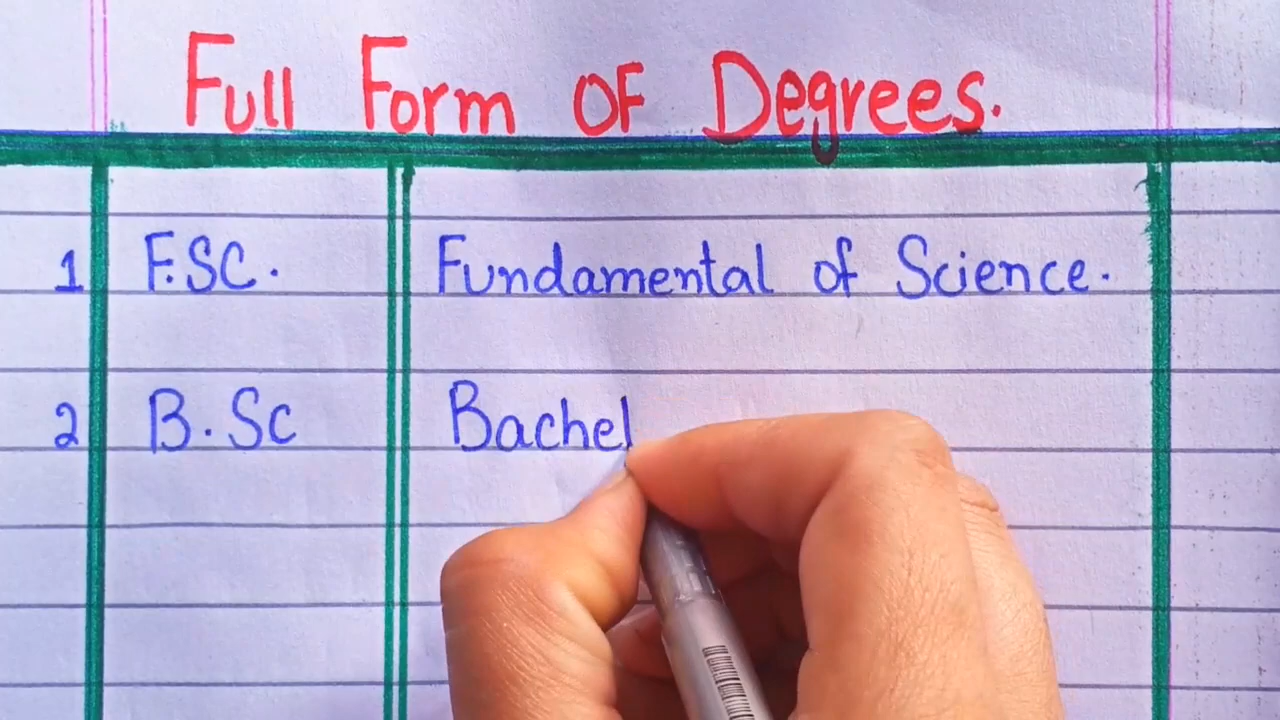 Full Form OF Degrees.
1 F.SC. Fundamental of Science.
2 B.Sc Bachel